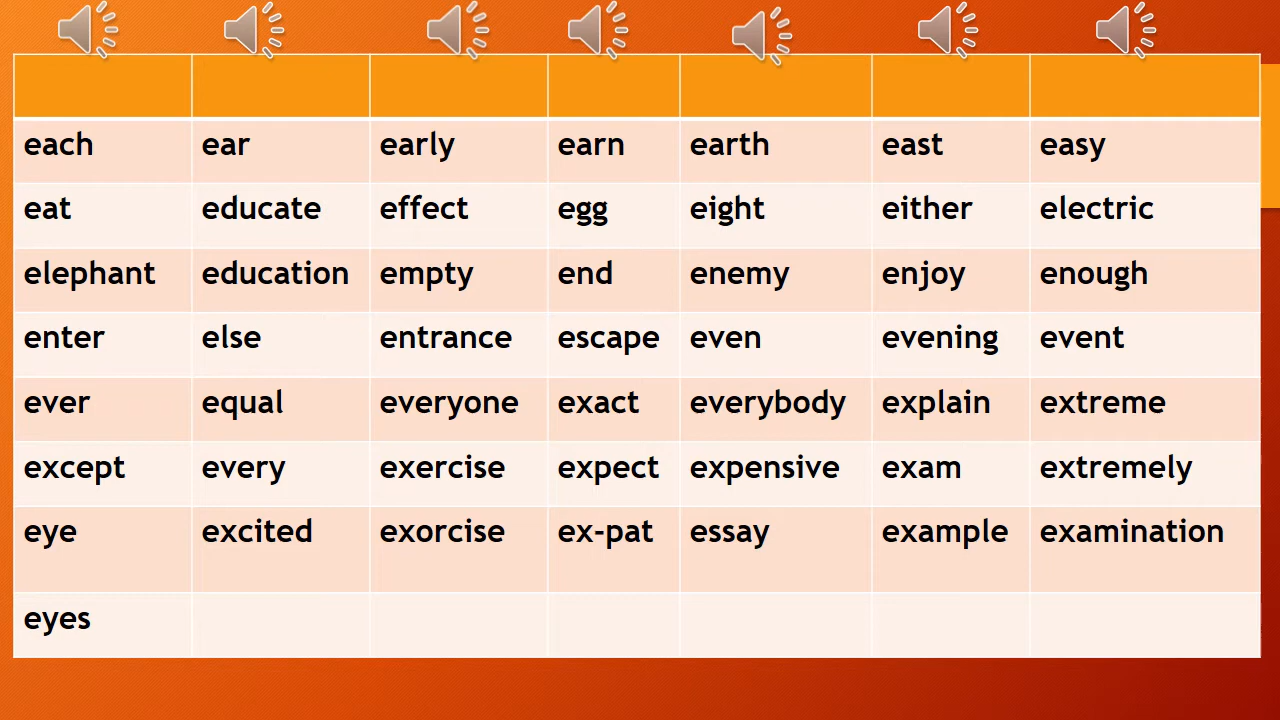 each ear early earn earth east easy
eat educate effect egg eight either electric
elephant education empty end enemy enjoy enough
enter else entrance escape even evening event
ever equal everyone exact everybody explain extreme
except every exercise expect expensive exam extremely
eye excited exorcise ex-pat essay example examination
eyes